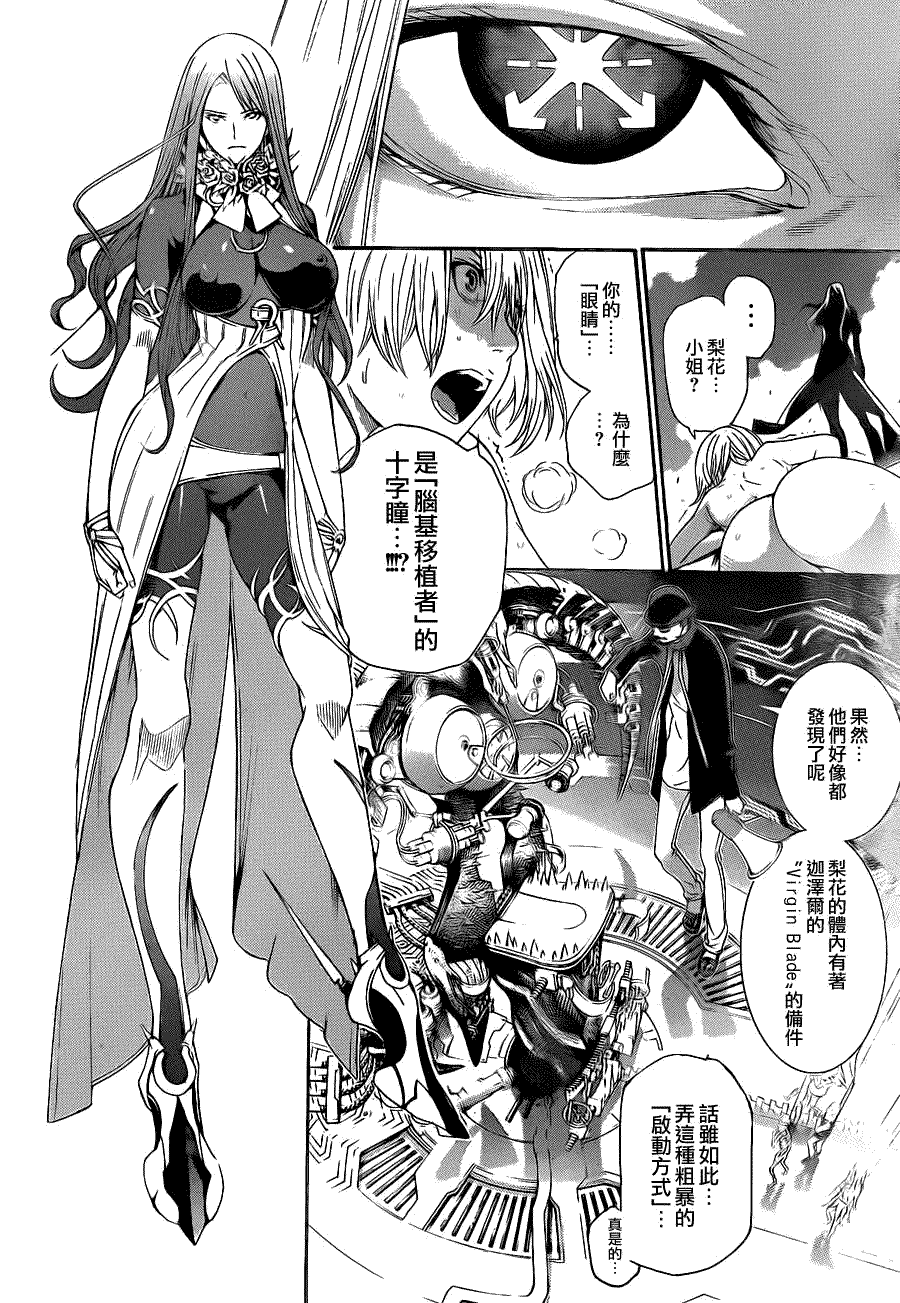 …
梨花…
小姐?
你的……
「眼睛」…
為什麼
…?
是「腦基移植者」的
十字瞳…!!!?
果然…
他們好像都
發現了呢
梨花的體內有著
迦澤爾的
"Virgin Blade"的備件
話雖如此…
弄這種粗暴的
「啟動方式」…
真是的…